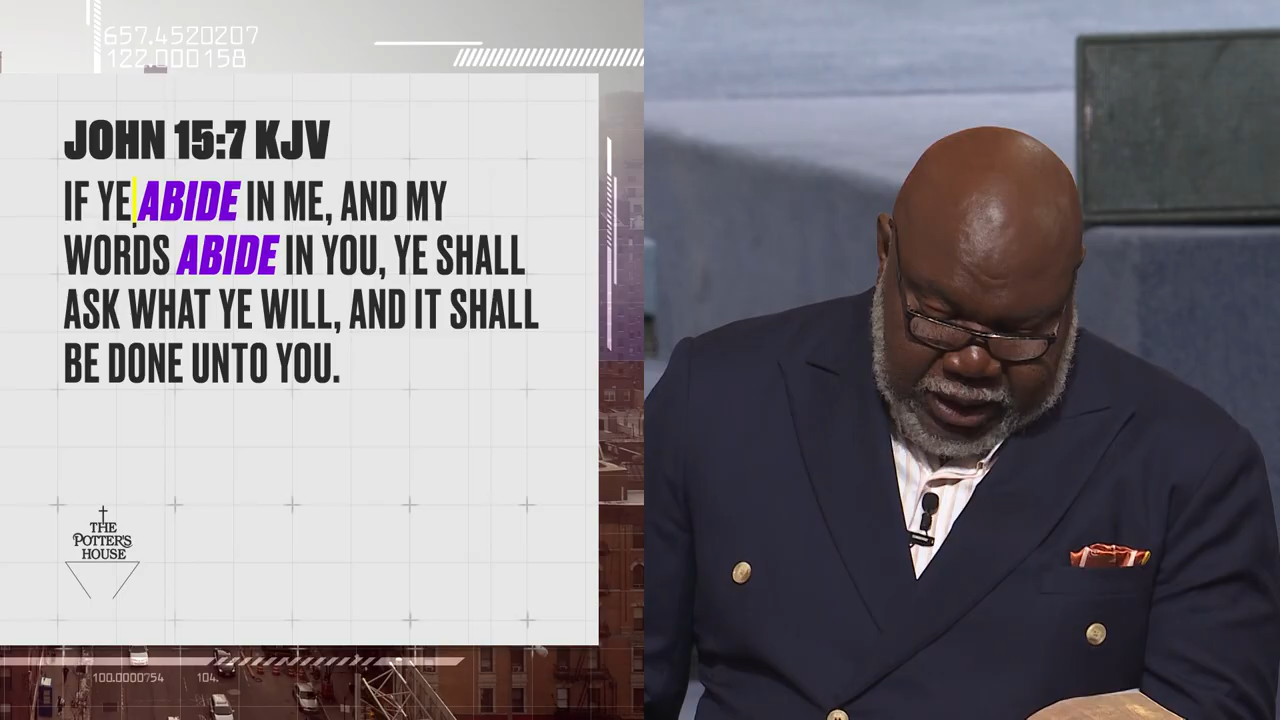 657.4520207
122.000158
JOHN 15:7 KJV
IF YE ABIDE IN ME, AND MY
WORDS ABIDE IN YOU, YE SHALL
ASK WHAT YE WILL, AND IT SHALL
BE DONE UNTO YOU.
THE
POTTER'S
HOUSE
100.0000754 104.